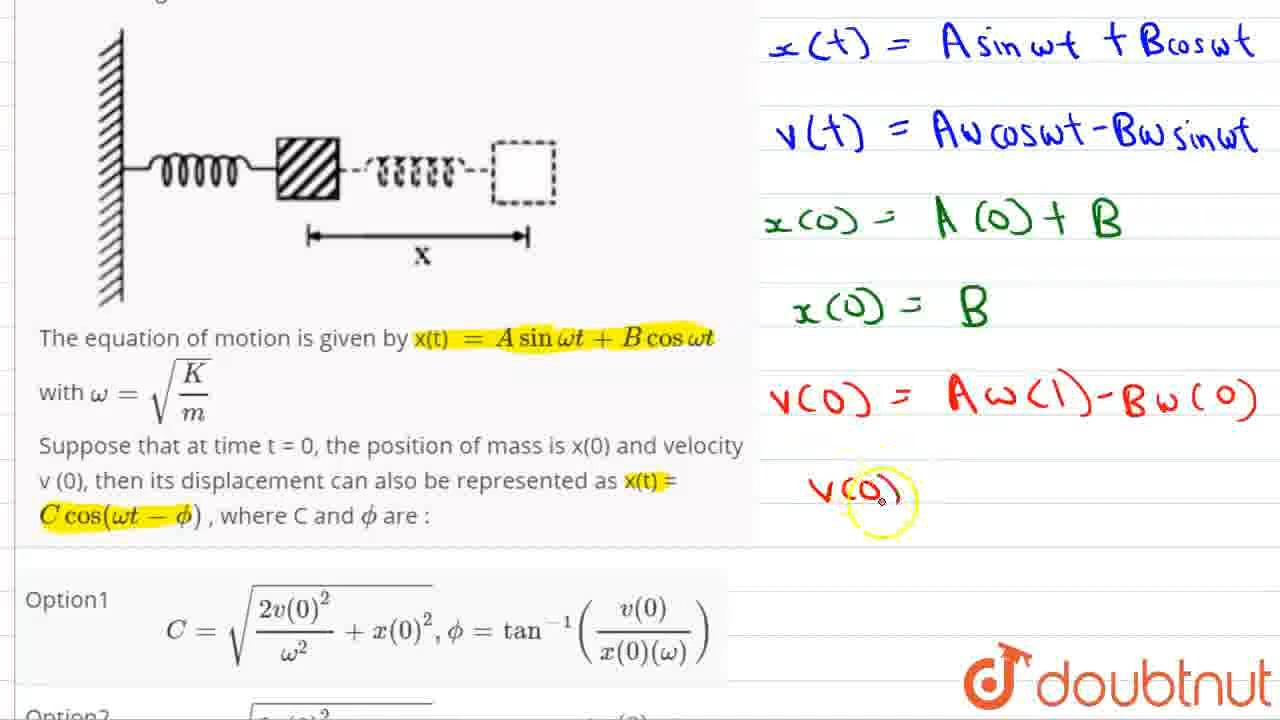 x
The equation of motion is given by x(t) = A sin ωt + B cos ωt
with ω = √(K/m)
Suppose that at time t = 0, the position of mass is x(0) and velocity
v (0), then its displacement can also be represented as x(t) =
C cos(ωt − ϕ) , where C and ϕ are :
Option1
C = √(2v(0)²/ω² + x(0)²), ϕ = tan⁻¹(v(0)/x(0)(ω))
Option2
x(t) = A sin ωt + B cos ωt
v(t) = Aω cos ωt - Bω sin ωt
x(0) = A(0) + B
x(0) = B
v(0) = Aω(1) - Bω(0)
v(0)
doubtnut